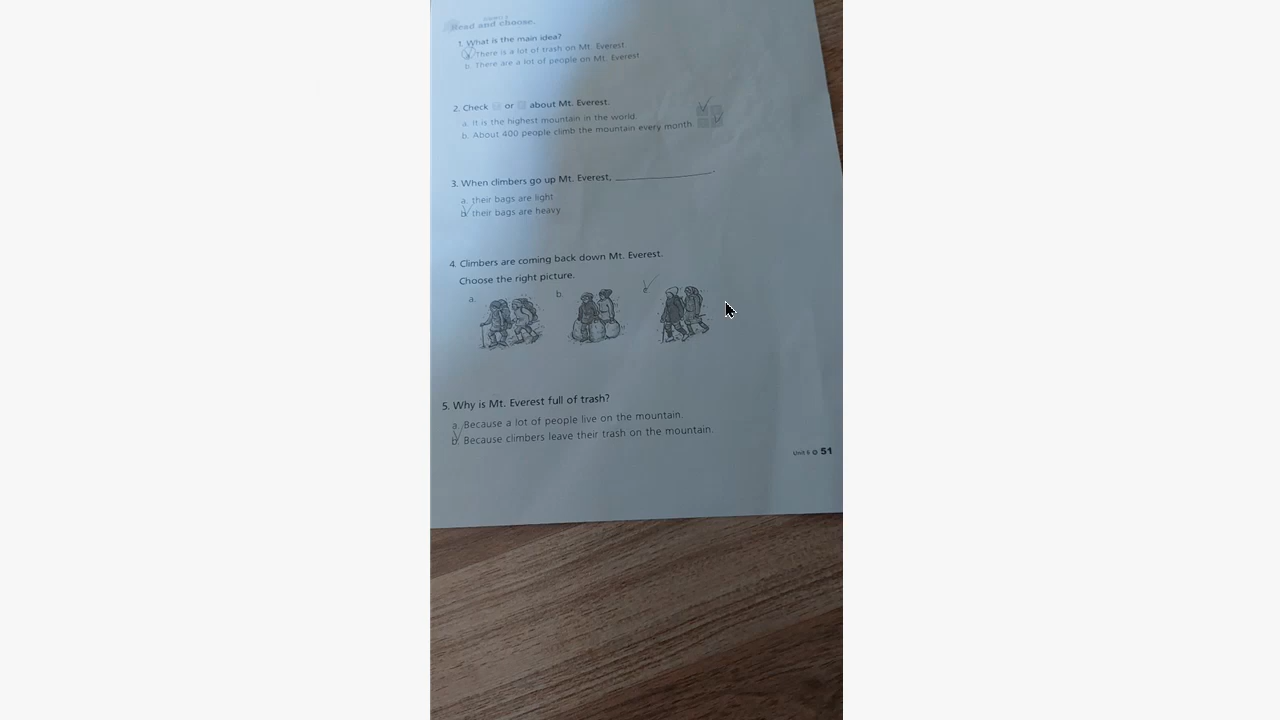 Read and choose.
1. What is the main idea?
a. There is a lot of trash on Mt. Everest.
b. There are a lot of people on Mt. Everest
2. Check or about Mt. Everest.
a. It is the highest mountain in the world.
b. About 400 people climb the mountain every month.
3. When climbers go up Mt. Everest, ____________.
a. their bags are light
b. their bags are heavy
4. Climbers are coming back down Mt. Everest.
Choose the right picture.
a. b. c.
5. Why is Mt. Everest full of trash?
a. Because a lot of people live on the mountain.
b. Because climbers leave their trash on the mountain.
Unit 6 51